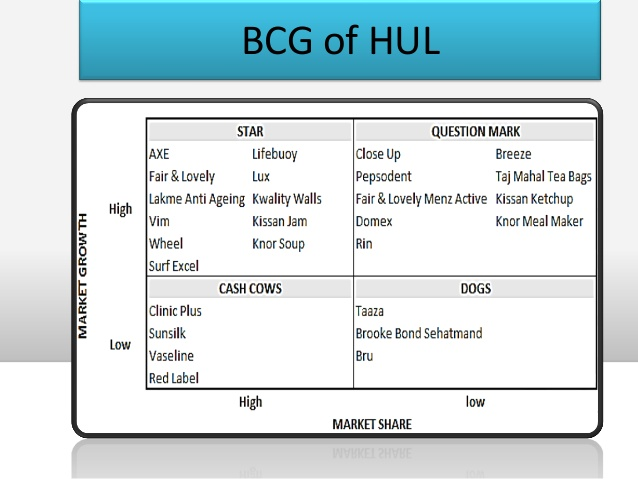 BCG of HUL
STAR
AXE Lifebuoy
Fair & Lovely Lux
Lakme Anti Ageing Kwality Walls
Vim Kissan Jam
Wheel Knor Soup
Surf Excel
QUESTION MARK
Close Up Breeze
Pepsodent Taj Mahal Tea Bags
Fair & Lovely Menz Active Kissan Ketchup
Domex Knor Meal Maker
Rin
MARKET GROWTH
High
Low
CASH COWS
Clinic Plus
Sunsilk
Vaseline
Red Label
DOGS
Taaza
Brooke Bond Sehatmand
Bru
High low
MARKET SHARE